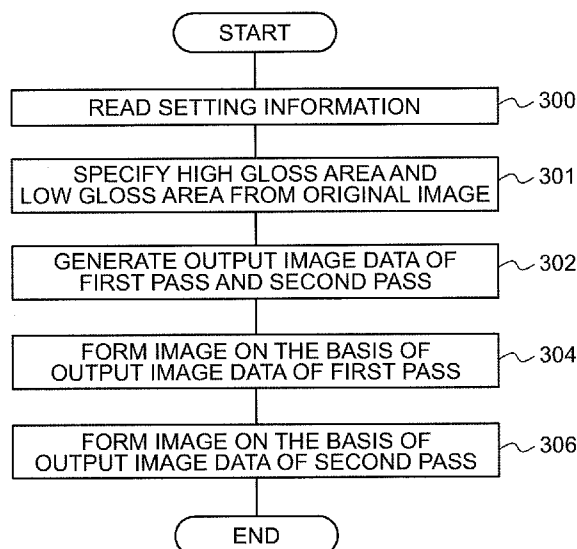 START
READ SETTING INFORMATION
300
SPECIFY HIGH GLOSS AREA AND
LOW GLOSS AREA FROM ORIGINAL IMAGE
301
GENERATE OUTPUT IMAGE DATA OF
FIRST PASS AND SECOND PASS
302
FORM IMAGE ON THE BASIS OF
OUTPUT IMAGE DATA OF FIRST PASS
304
FORM IMAGE ON THE BASIS OF
OUTPUT IMAGE DATA OF SECOND PASS
306
END